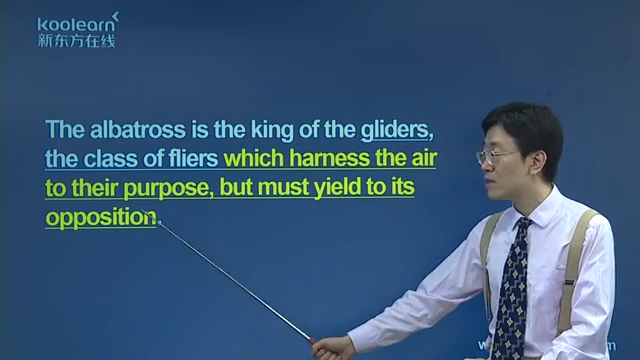 koolearn
新东方在线
The albatross is the king of the gliders,
the class of fliers which harness the air
to their purpose, but must yield to its
opposition.